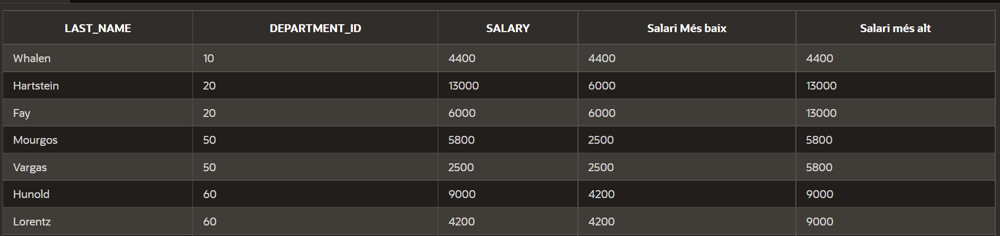 LAST_NAME DEPARTMENT_ID SALARY Salari Més baix Salari més alt
Whalen 10 4400 4400 4400
Hartstein 20 13000 6000 13000
Fay 20 6000 6000 13000
Mourgos 50 5800 2500 5800
Vargas 50 2500 2500 5800
Hunold 60 9000 4200 9000
Lorentz 60 4200 4200 9000